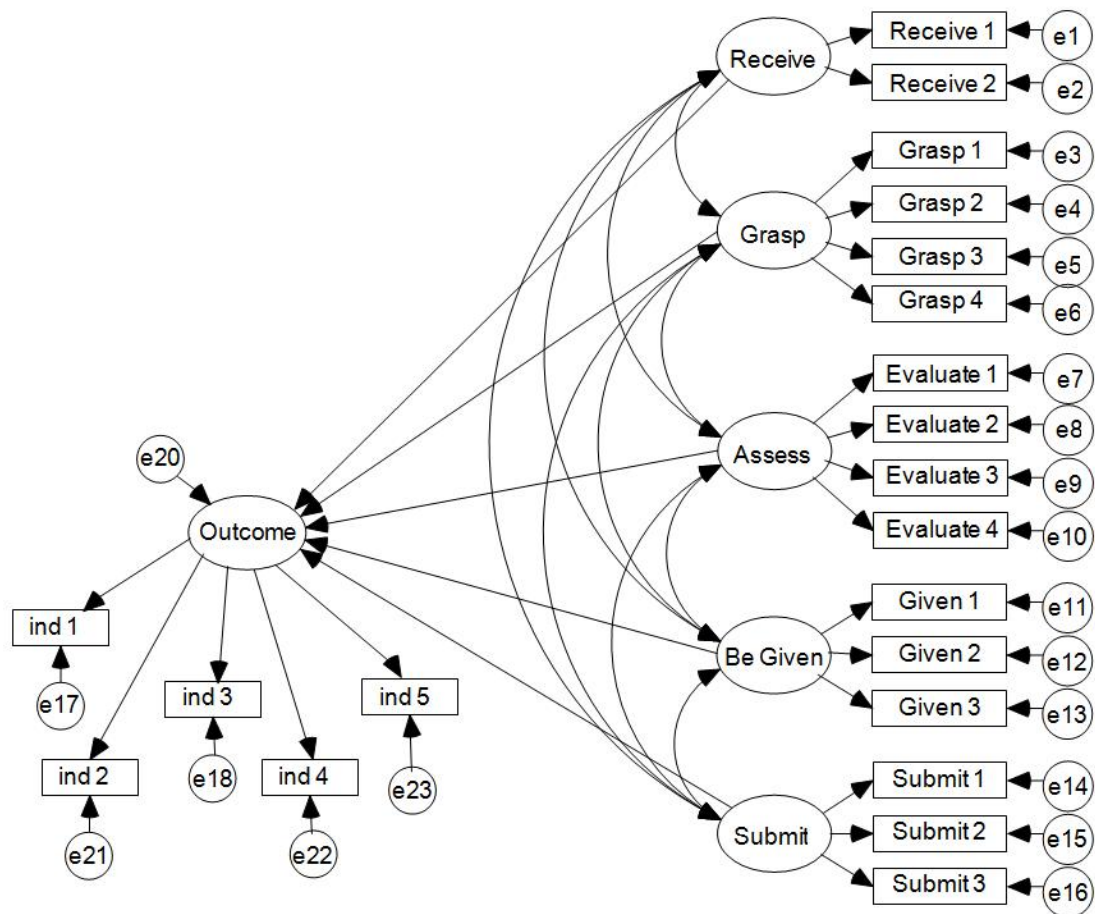 Receive
Receive 1
e1
Receive 2
e2
Grasp
Grasp 1
e3
Grasp 2
e4
Grasp 3
e5
Grasp 4
e6
Assess
Evaluate 1
e7
Evaluate 2
e8
Evaluate 3
e9
Evaluate 4
e10
Be Given
Given 1
e11
Given 2
e12
Given 3
e13
Submit
Submit 1
e14
Submit 2
e15
Submit 3
e16
e20
Outcome
ind 1
e17
ind 2
e21
ind 3
e18
ind 4
e22
ind 5
e23